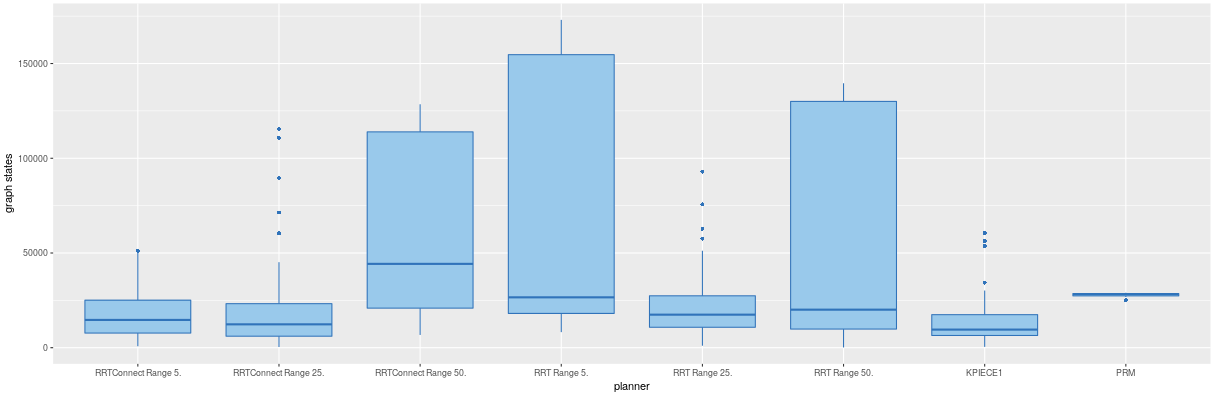 150000
100000
50000
0
graph states
RRTConnect Range 5. RRTConnect Range 25. RRTConnect Range 50. RRT Range 5. RRT Range 25. RRT Range 50. KPIECE1 PRM
planner